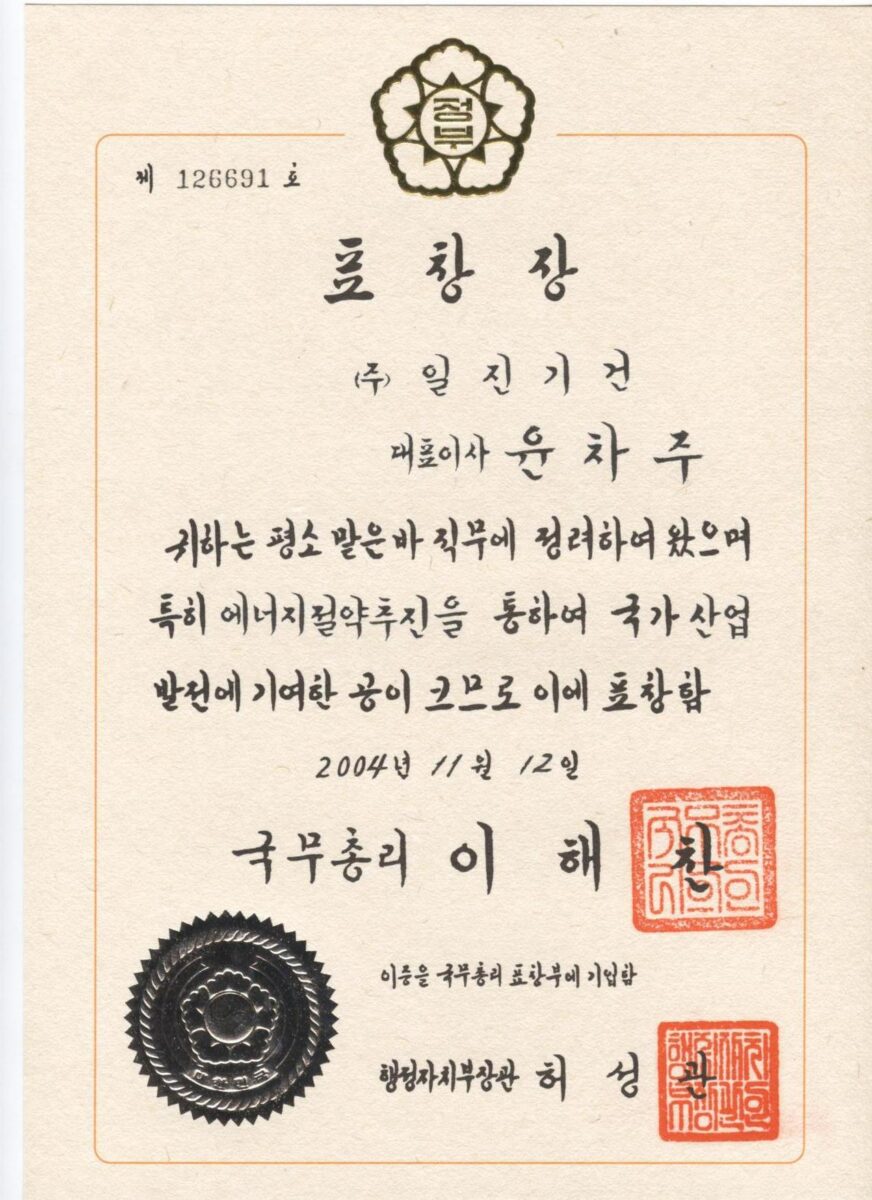 정부
제 126691 호
표창장
(주) 일진기건
대표이사 윤차주
귀하는 평소 맡은바 직무에 정려하여 왔으며
특히 에너지절약추진을 통하여 국가산업
발전에 기여한 공이 크므로 이에 표창함
2004년 11월 12일
국무총리 이해찬
이증을 국무총리 표창부에 기입함
행정자치부장관 허성관
대한민국